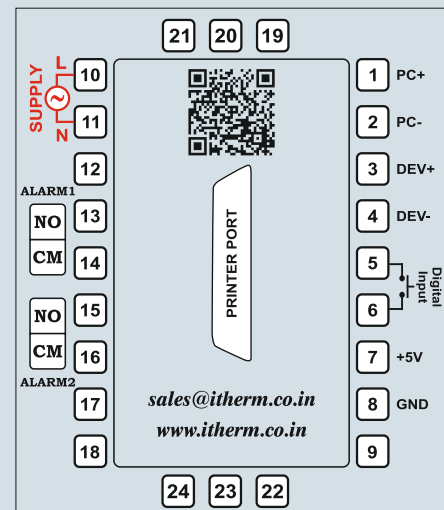 21 20 19
SUPPLY
L
N
~
10
11
12
ALARM1
NO
CM
13
14
15
NO
CM
16
ALARM2
17
18
PRINTER PORT
sales@itherm.co.in
www.itherm.co.in
1 PC+
2 PC-
3 DEV+
4 DEV-
5
6
Digital
Input
7 +5V
8 GND
9
24 23 22